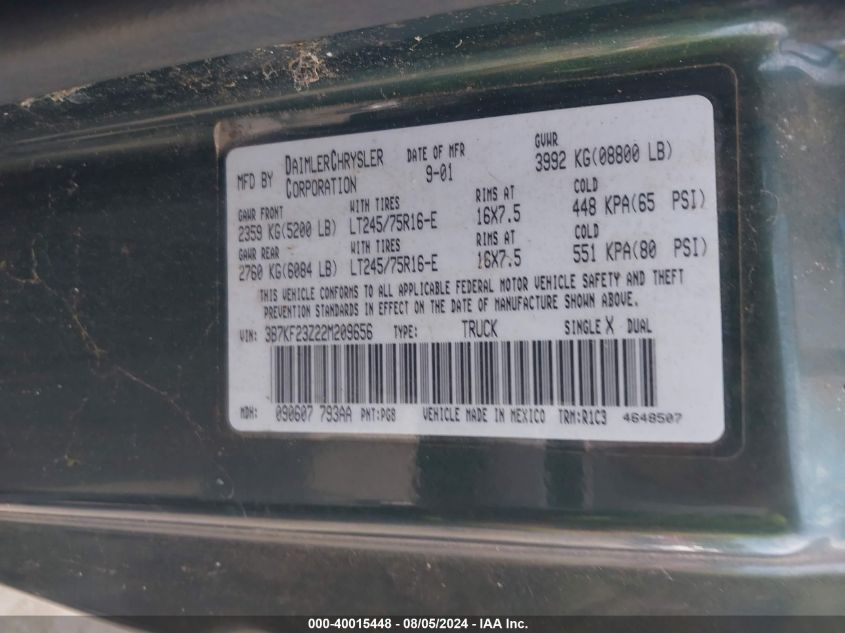 MFD BY DAIMLERCHRYSLER CORPORATION DATE OF MFR 9-01 GVWR 3992 KG(08800 LB)
GAWR FRONT WITH TIRES RIMS AT COLD
2359 KG(5200 LB) LT245/75R16-E 16X7.5 448 KPA(65 PSI)
GAWR REAR WITH TIRES RIMS AT COLD
2760 KG(6084 LB) LT245/75R16-E 16X7.5 551 KPA(80 PSI)
THIS VEHICLE CONFORMS TO ALL APPLICABLE FEDERAL MOTOR VEHICLE SAFETY AND THEFT
PREVENTION STANDARDS IN EFFECT ON THE DATE OF MANUFACTURE SHOWN ABOVE.
VIN: 3B7KF23Z22M209656 TYPE: TRUCK SINGLE X DUAL
MDH: 090607 793AA PNT:PG8 VEHICLE MADE IN MEXICO TRM:R1C3 4648507
000-40015448 - 08/05/2024 - IAA Inc.